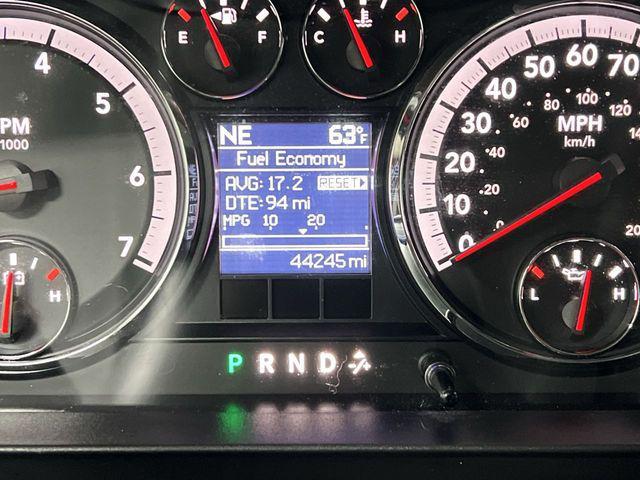 E F
C H
4
5
6
7
PM
1000
H
NE 63°F
Fuel Economy
AVG: 17.2 RESET
DTE: 94 mi
MPG 10 20
44245 mi
P R N D
0
10
20
30
40
50
60
70
0
20
40
60
80
100
120
MPH
km/h
L H